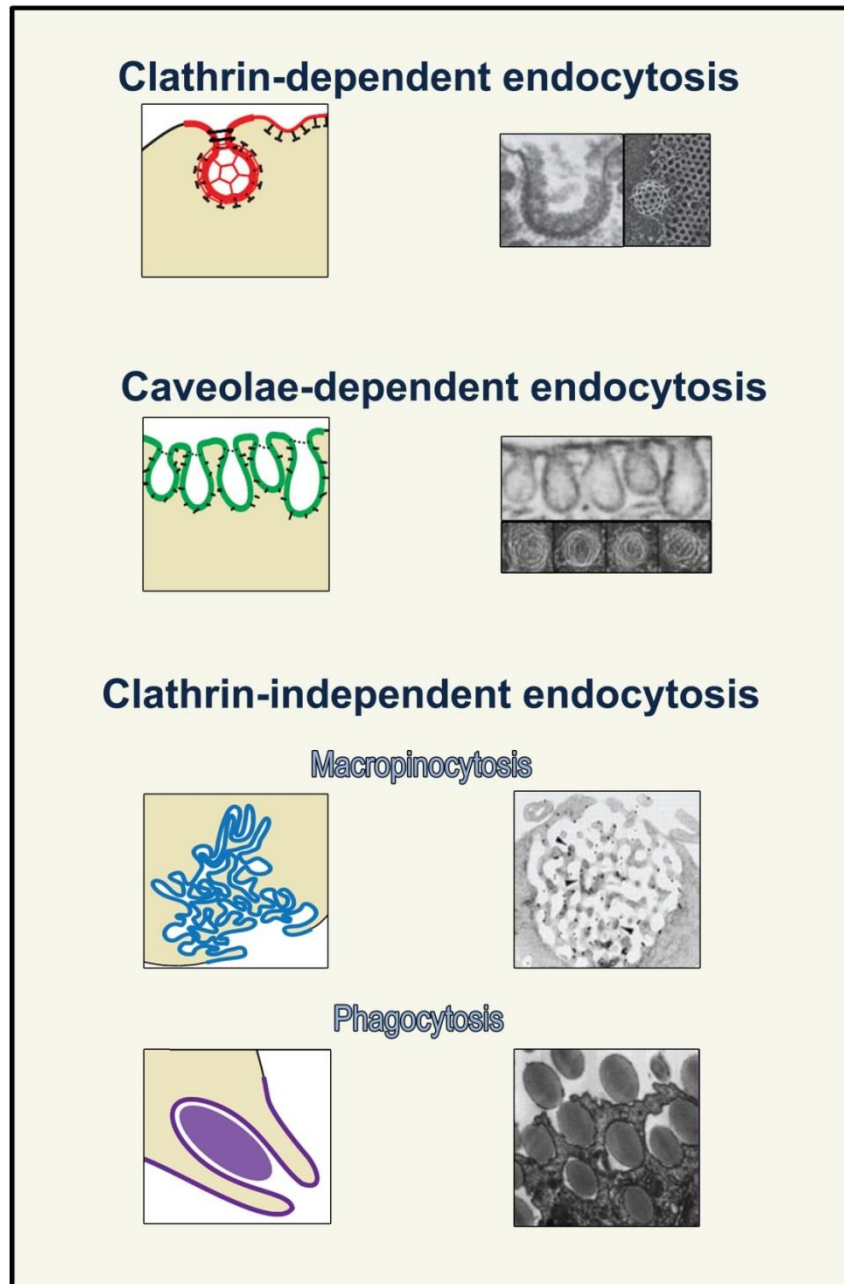 Clathrin-dependent endocytosis
Caveolae-dependent endocytosis
Clathrin-independent endocytosis
Macropinocytosis
Phagocytosis